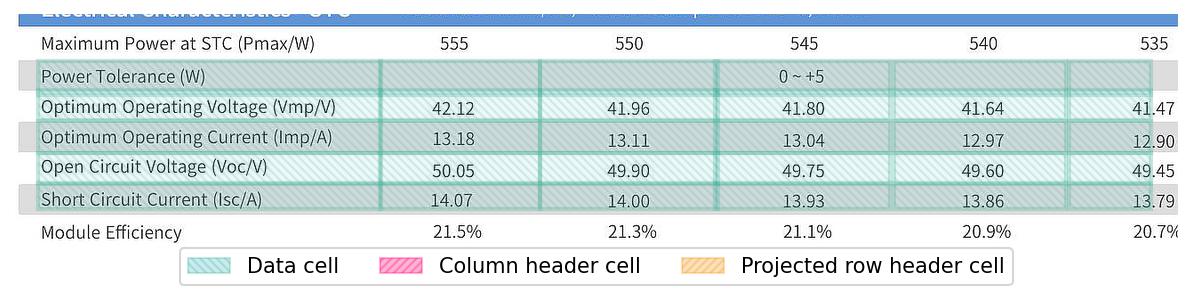 Maximum Power at STC (Pmax/W) 555 550 545 540 535
Power Tolerance (W) 0 ~ +5
Optimum Operating Voltage (Vmp/V) 42.12 41.96 41.80 41.64 41.47
Optimum Operating Current (Imp/A) 13.18 13.11 13.04 12.97 12.90
Open Circuit Voltage (Voc/V) 50.05 49.90 49.75 49.60 49.45
Short Circuit Current (Isc/A) 14.07 14.00 13.93 13.86 13.79
Module Efficiency 21.5% 21.3% 21.1% 20.9% 20.7%
Data cell Column header cell Projected row header cell